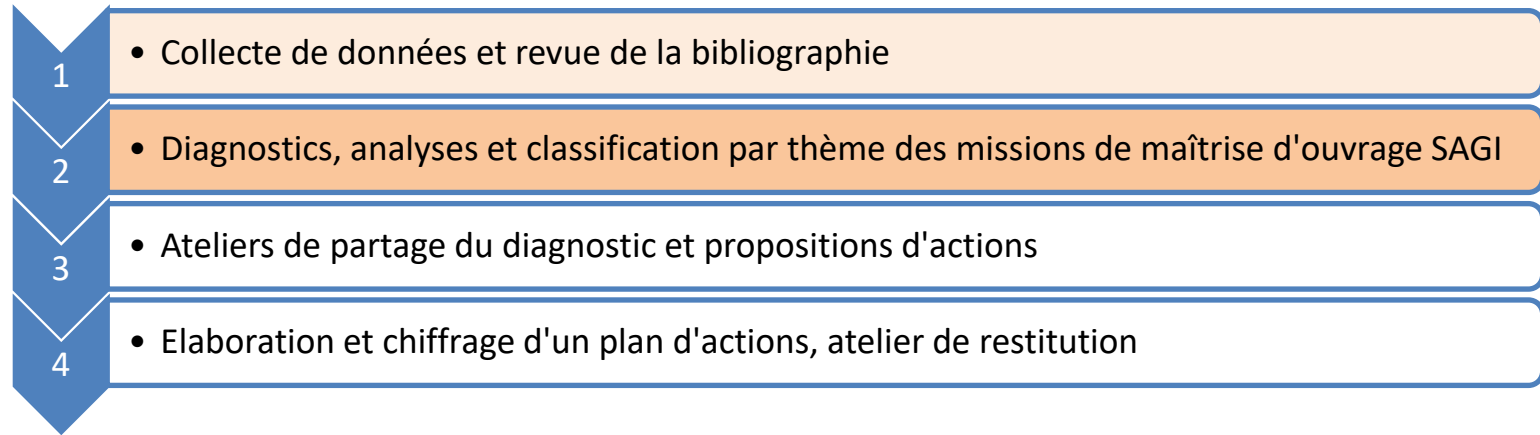 1
• Collecte de données et revue de la bibliographie
2
• Diagnostics, analyses et classification par thème des missions de maîtrise d'ouvrage SAGI
3
• Ateliers de partage du diagnostic et propositions d'actions
4
• Elaboration et chiffrage d'un plan d'actions, atelier de restitution